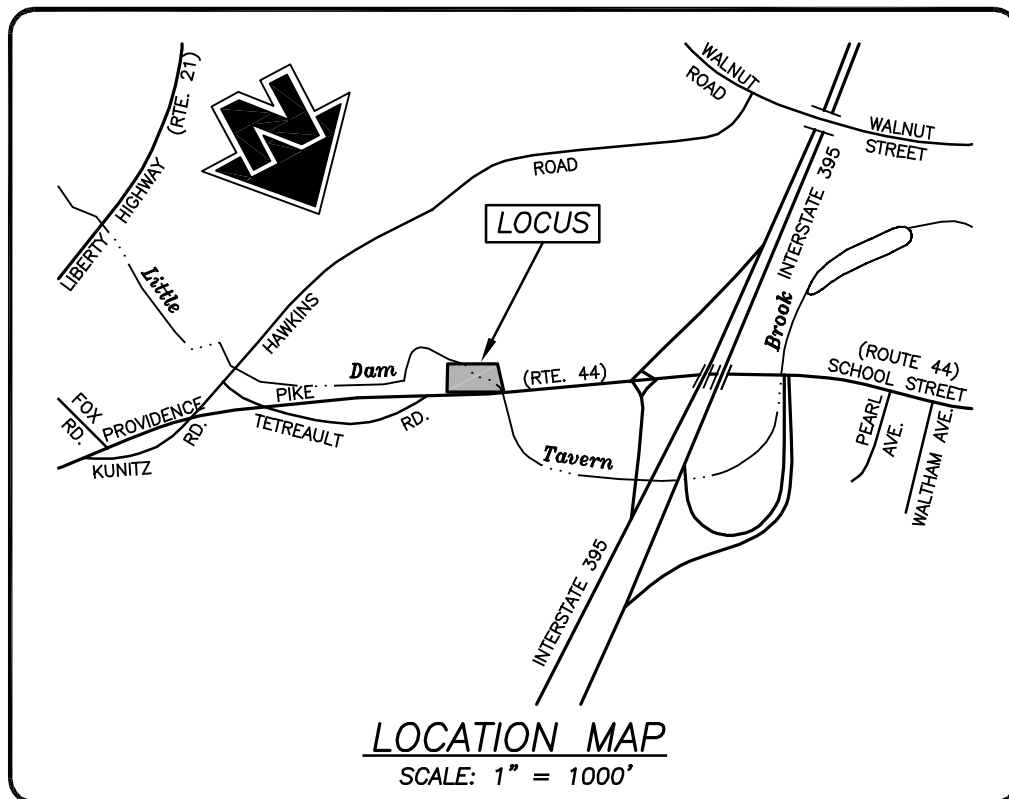 LIBERTY HIGHWAY
(RTE. 21)
N
WALNUT
ROAD
WALNUT
STREET
HAWKINS
ROAD
INTERSTATE 395
LOCUS
Little
Dam
Tavern
Brook
FOX
RD.
PROVIDENCE
PIKE
(RTE. 44)
KUNITZ
RD.
TETREAULT
RD.
(ROUTE 44)
SCHOOL STREET
PEARL
AVE.
WALTHAM AVE.
INTERSTATE 395
LOCATION MAP
SCALE: 1" = 1000'